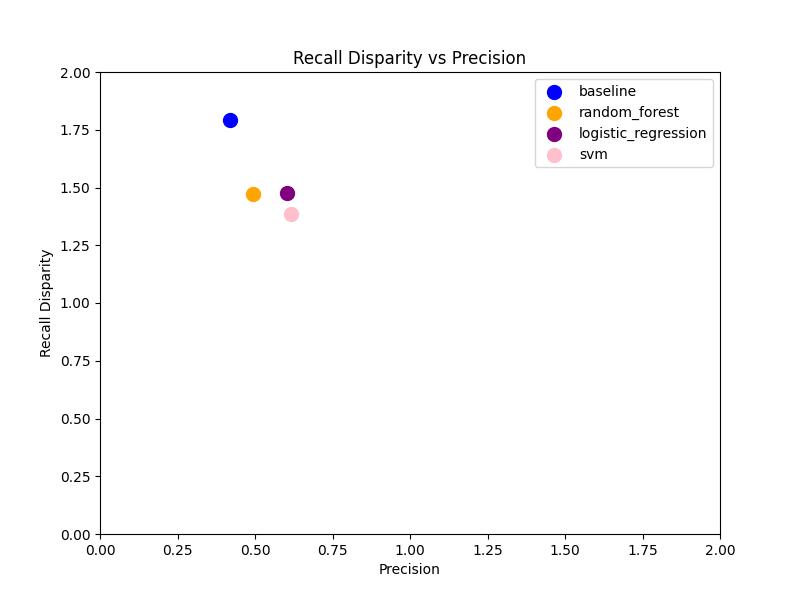 Recall Disparity vs Precision
2.00
1.75
1.50
1.25
1.00
0.75
0.50
0.25
0.00
Recall Disparity
baseline
random_forest
logistic_regression
svm
0.00 0.25 0.50 0.75 1.00 1.25 1.50 1.75 2.00
Precision